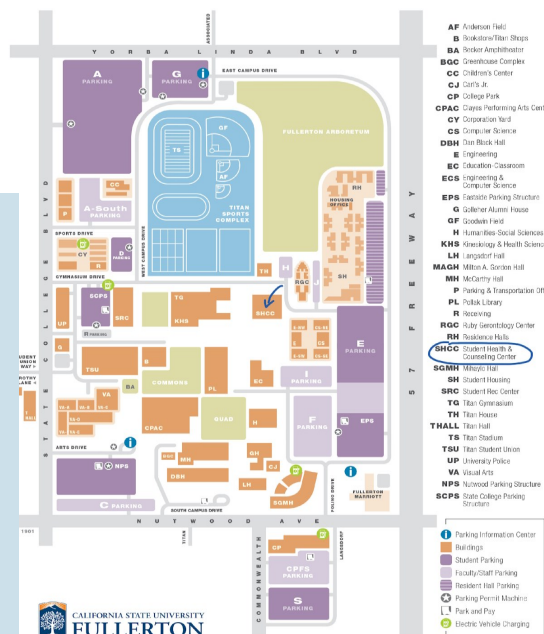 ASSOCIATED
YORBA LINDA BLVD
EAST CAMPUS DRIVE
A
PARKING
G
PARKING
GF
TS
AF
FULLERTON ARBORETUM
TITAN
SPORTS
COMPLEX
CC
A-South
PARKING
P
SPORTS DRIVE
CY
R
D
PARKING
GYMNASIUM DRIVE
WEST CAMPUS DRIVE
STATE COLLEGE BLVD
HOUSING
OFFICE
RH
SH
TH
H
RGC
J
57 FREEWAY
SCPS
SRC
UP
R PARKING
G
TG
KHS
SHCC
E
CS
E
PARKING
TSU
B
COMMONS
PL
EC
I
PARKING
BA
VA
CPAC
QUAD
H
F
PARKING
EPS
ARTS DRIVE
NPS
C PARKING
MH
DBH
GH
CJ
LH
SGMH
SOUTH CAMPUS DRIVE
FOLINO DRIVE
FULLERTON
MARRIOTT
NUTWOOD AVE
TITAN
COMMONWEALTH
LANGSDORF
CP
CPFS
PARKING
S
PARKING
AF Anderson Field
B Bookstore/Titan Shops
BA Becker Amphitheater
BGC Greenhouse Complex
CC Children's Center
CJ Carl's Jr.
CP College Park
CPAC Clayes Performing Arts Cent
CY Corporation Yard
CS Computer Science
DBH Dan Black Hall
E Engineering
EC Education-Classroom
ECS Engineering &
Computer Science
EPS Eastside Parking Structure
G Golleher Alumni House
GF Goodwin Field
H Humanities-Social Sciences
KHS Kinesiology & Health Science
LH Langsdorf Hall
MAGH Milton A. Gordon Hall
MH McCarthy Hall
P Parking & Transportation Off
PL Pollak Library
R Receiving
RGC Ruby Gerontology Center
RH Residence Halls
SHCC Student Health &
Counseling Center
SGMH Mihaylo Hall
SH Student Housing
SRC Student Rec Center
TG Titan Gymnasium
TH Titan House
THALL Titan Hall
TS Titan Stadium
TSU Titan Student Union
UP University Police
VA Visual Arts
NPS Nutwood Parking Structure
SCPS State College Parking
Structure
Parking Information Center
Buildings
Student Parking
Faculty/Staff Parking
Resident Hall Parking
Parking Permit Machine
Park and Pay
Electric Vehicle Charging
CALIFORNIA STATE UNIVERSITY
FULLERTON